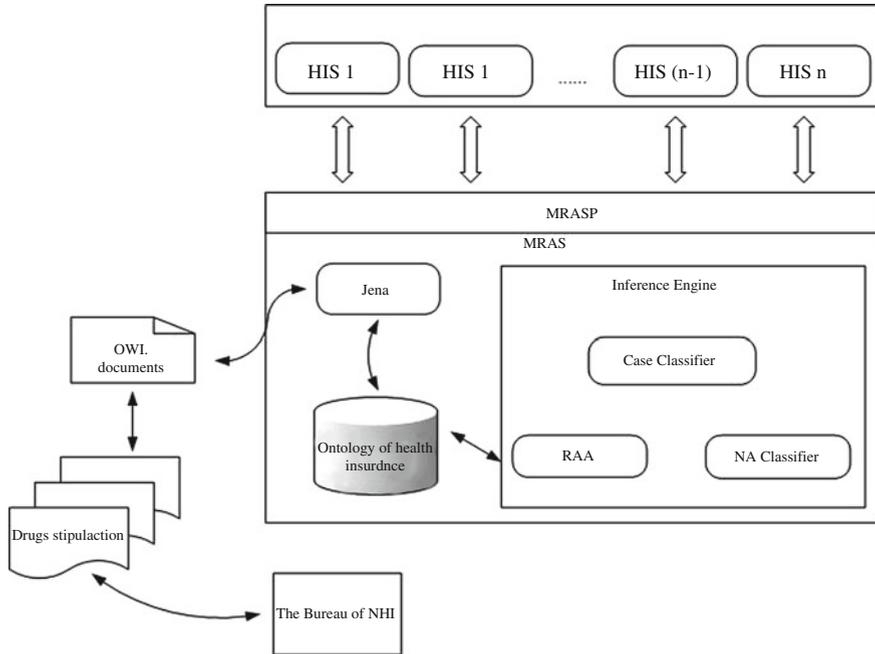 HIS 1
HIS 1
......
HIS (n-1)
HIS n
MRASP
MRAS
Jena
Inference Engine
OWI.
documents
Case Classifier
Ontology of health
insurdnce
RAA
NA Classifier
Drugs stipulaction
The Bureau of NHI